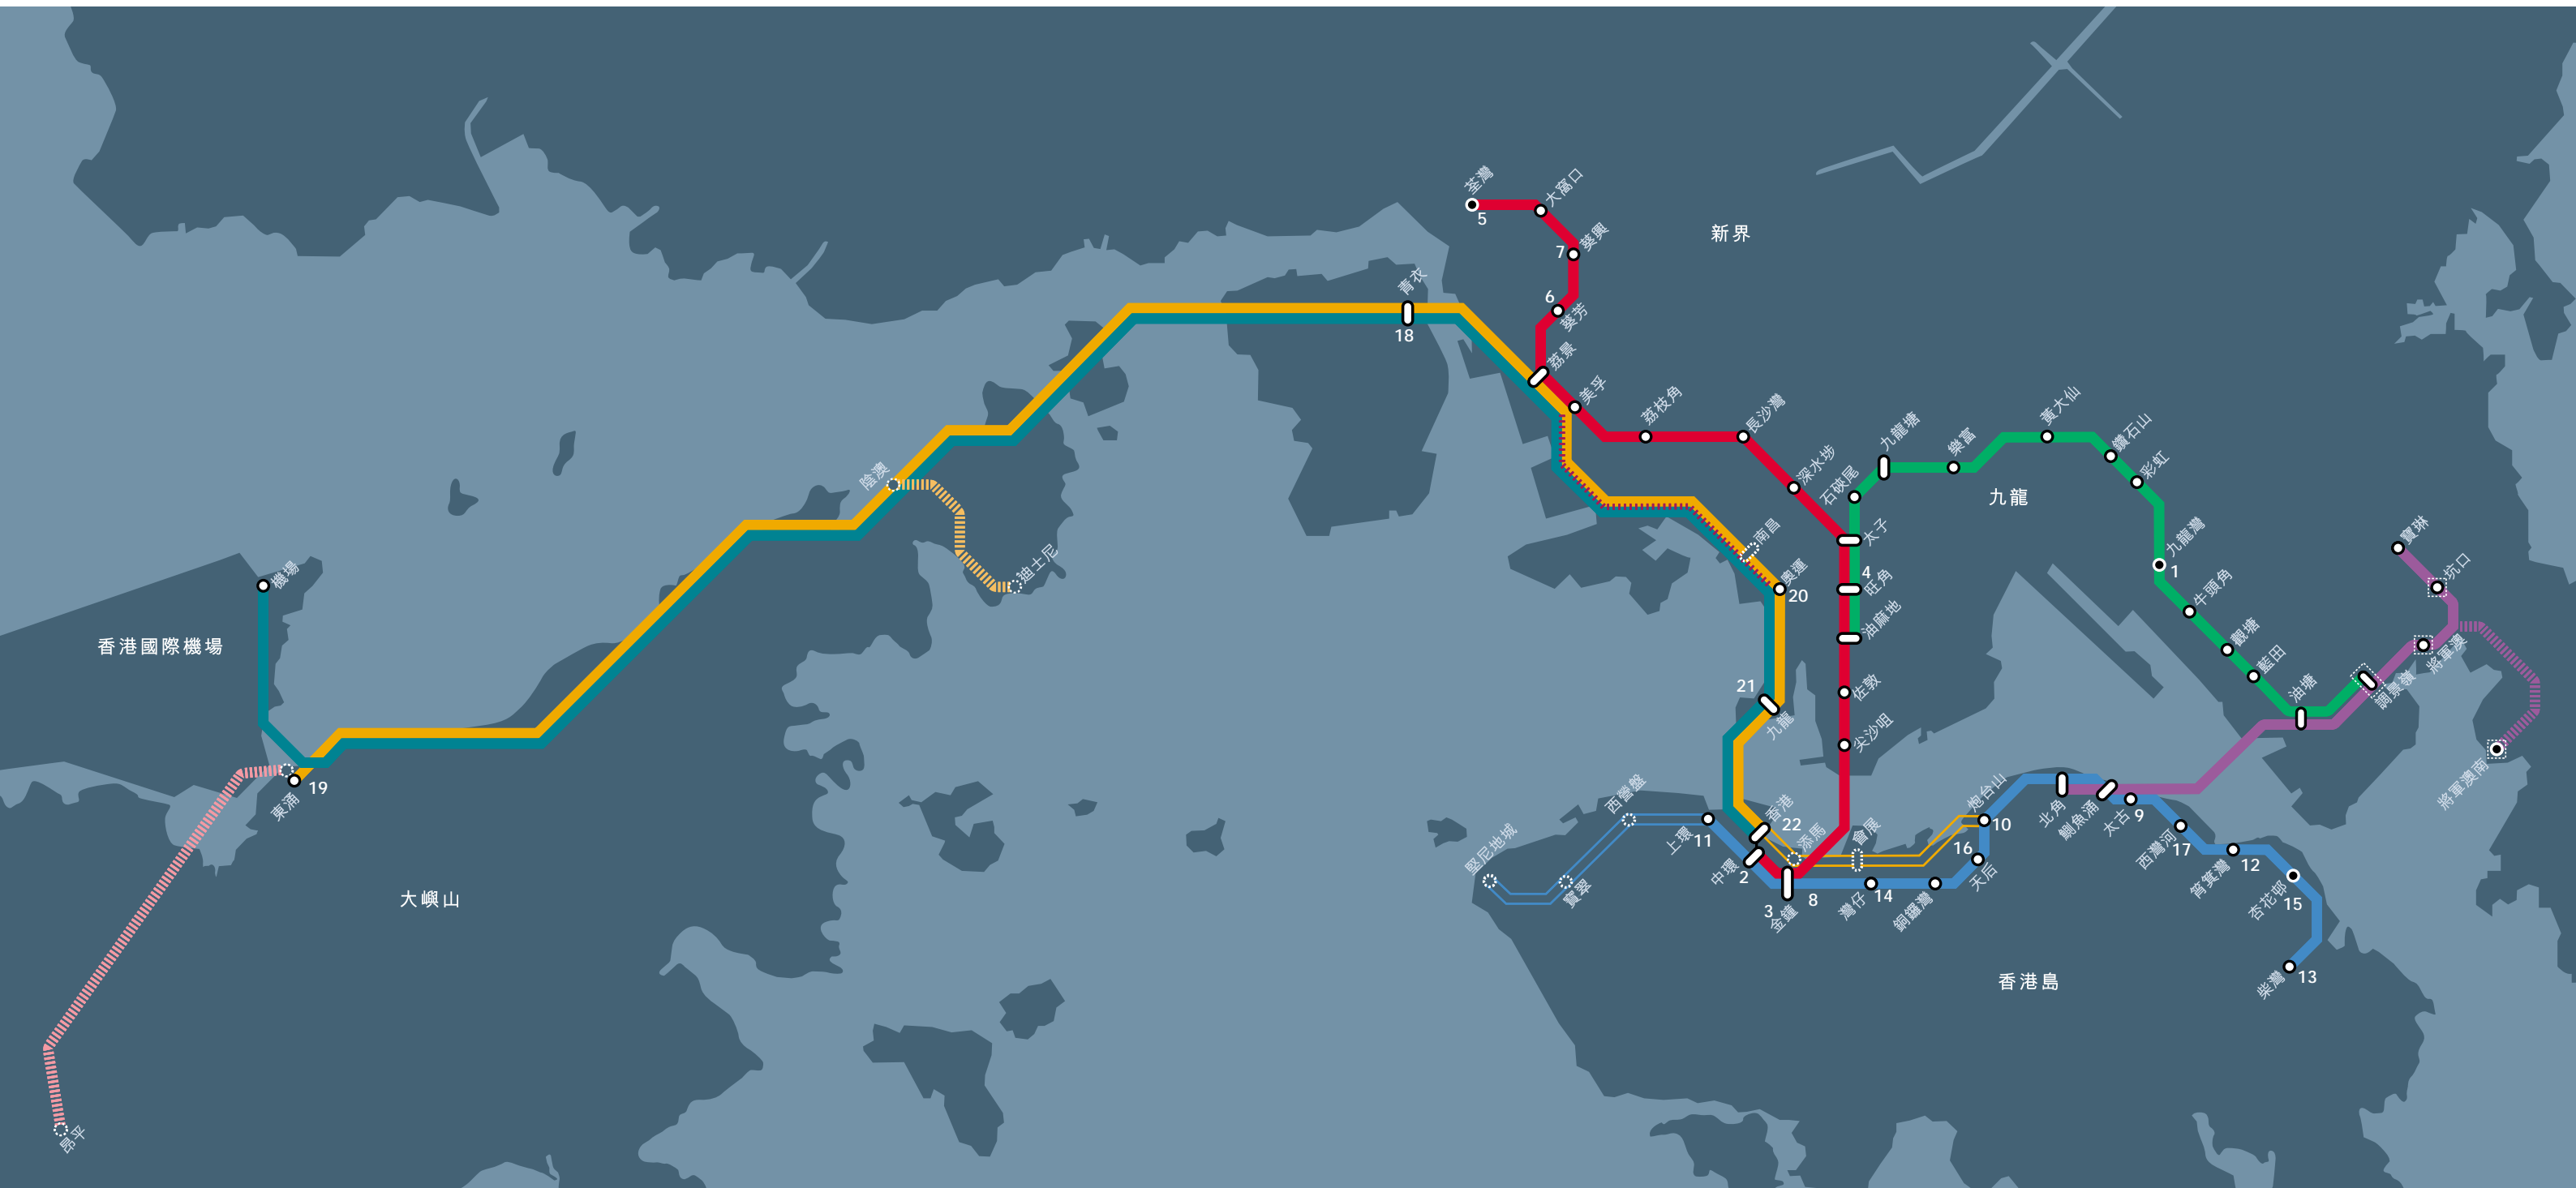 荃灣
5
大窩口
葵興
7
新界
6
葵芳
青衣
18
荔景
美孚
荔枝角
長沙灣
深水埗
石硤尾
九龍塘
樂富
黃大仙
鑽石山
彩虹
九龍
太子
九龍灣
1
4
旺角
油麻地
牛頭角
觀塘
藍田
油塘
寶琳
坑口
將軍澳
調景嶺
將軍澳南
陰澳
迪士尼
南昌
奧運
20
21
九龍
佐敦
尖沙咀
機場
香港國際機場
東涌
19
大嶼山
昂平
堅尼地城
寶翠
西營盤
上環
11
香港
22
中環
2
添馬
會展
3
金鐘
8
灣仔
14
銅鑼灣
天后
16
炮台山
10
北角
鰂魚涌
太古
9
西灣河
17
筲箕灣
12
杏花邨
15
柴灣
13
香港島